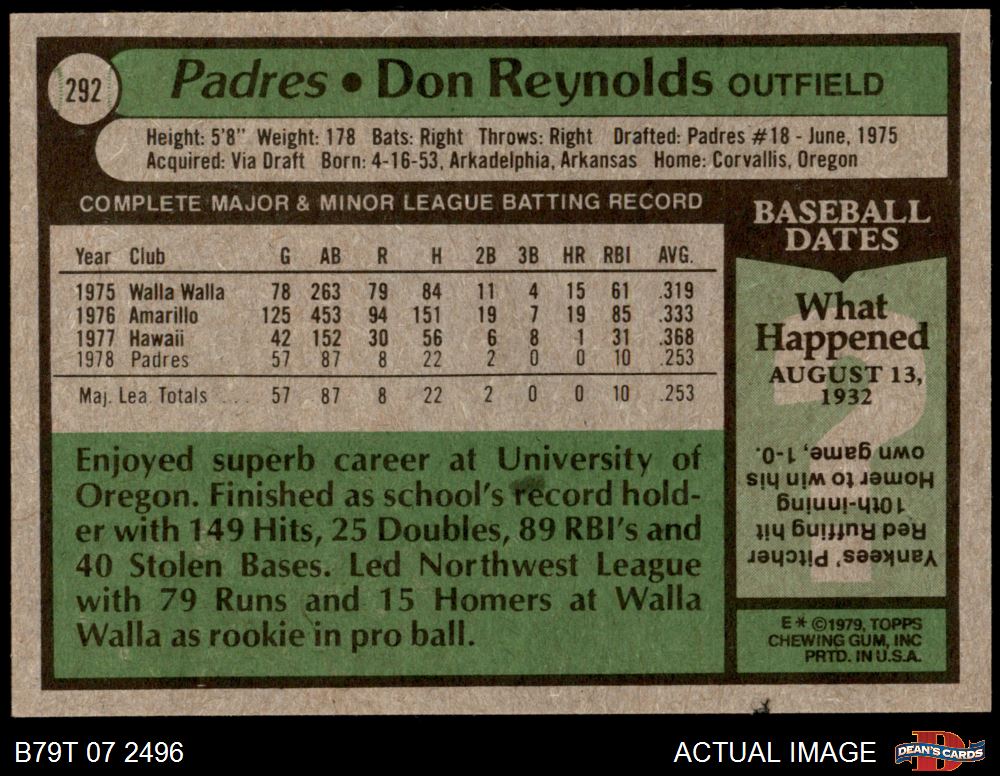 292
Padres • Don Reynolds OUTFIELD
Height: 5'8" Weight: 178 Bats: Right Throws: Right Drafted: Padres #18 - June, 1975
Acquired: Via Draft Born: 4-16-53, Arkadelphia, Arkansas Home: Corvallis, Oregon
COMPLETE MAJOR & MINOR LEAGUE BATTING RECORD
Year Club G AB R H 2B 3B HR RBI AVG.
1975 Walla Walla 78 263 79 84 11 4 15 61 .319
1976 Amarillo 125 453 94 151 19 7 19 85 .333
1977 Hawaii 42 152 30 56 6 8 1 31 .368
1978 Padres 57 87 8 22 2 0 0 10 .253
Maj. Lea. Totals ... 57 87 8 22 2 0 0 10 .253
Enjoyed superb career at University of
Oregon. Finished as school's record hold-
er with 149 Hits, 25 Doubles, 89 RBI's and
40 Stolen Bases. Led Northwest League
with 79 Runs and 15 Homers at Walla
Walla as rookie in pro ball.
BASEBALL
DATES
What
Happened
AUGUST 13,
1932
?
Yankees' Pitcher
Red Ruffing hit
10th-inning
Homer to win his
own game, 1-0.
E* ©1979, TOPPS
CHEWING GUM, INC
PRTD. IN U.S.A.
B79T 07 2496
ACTUAL IMAGE
DEAN'S CARDS